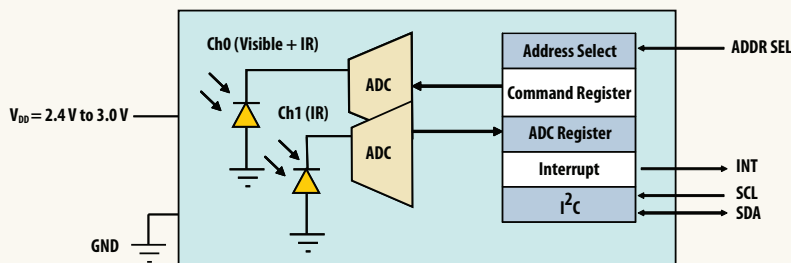 Ch0 (Visible + IR)
ADC
Address Select
ADDR SEL
Command Register
V_DD = 2.4 V to 3.0 V
Ch1 (IR)
ADC
ADC Register
Interrupt
INT
I²C
SCL
SDA
GND